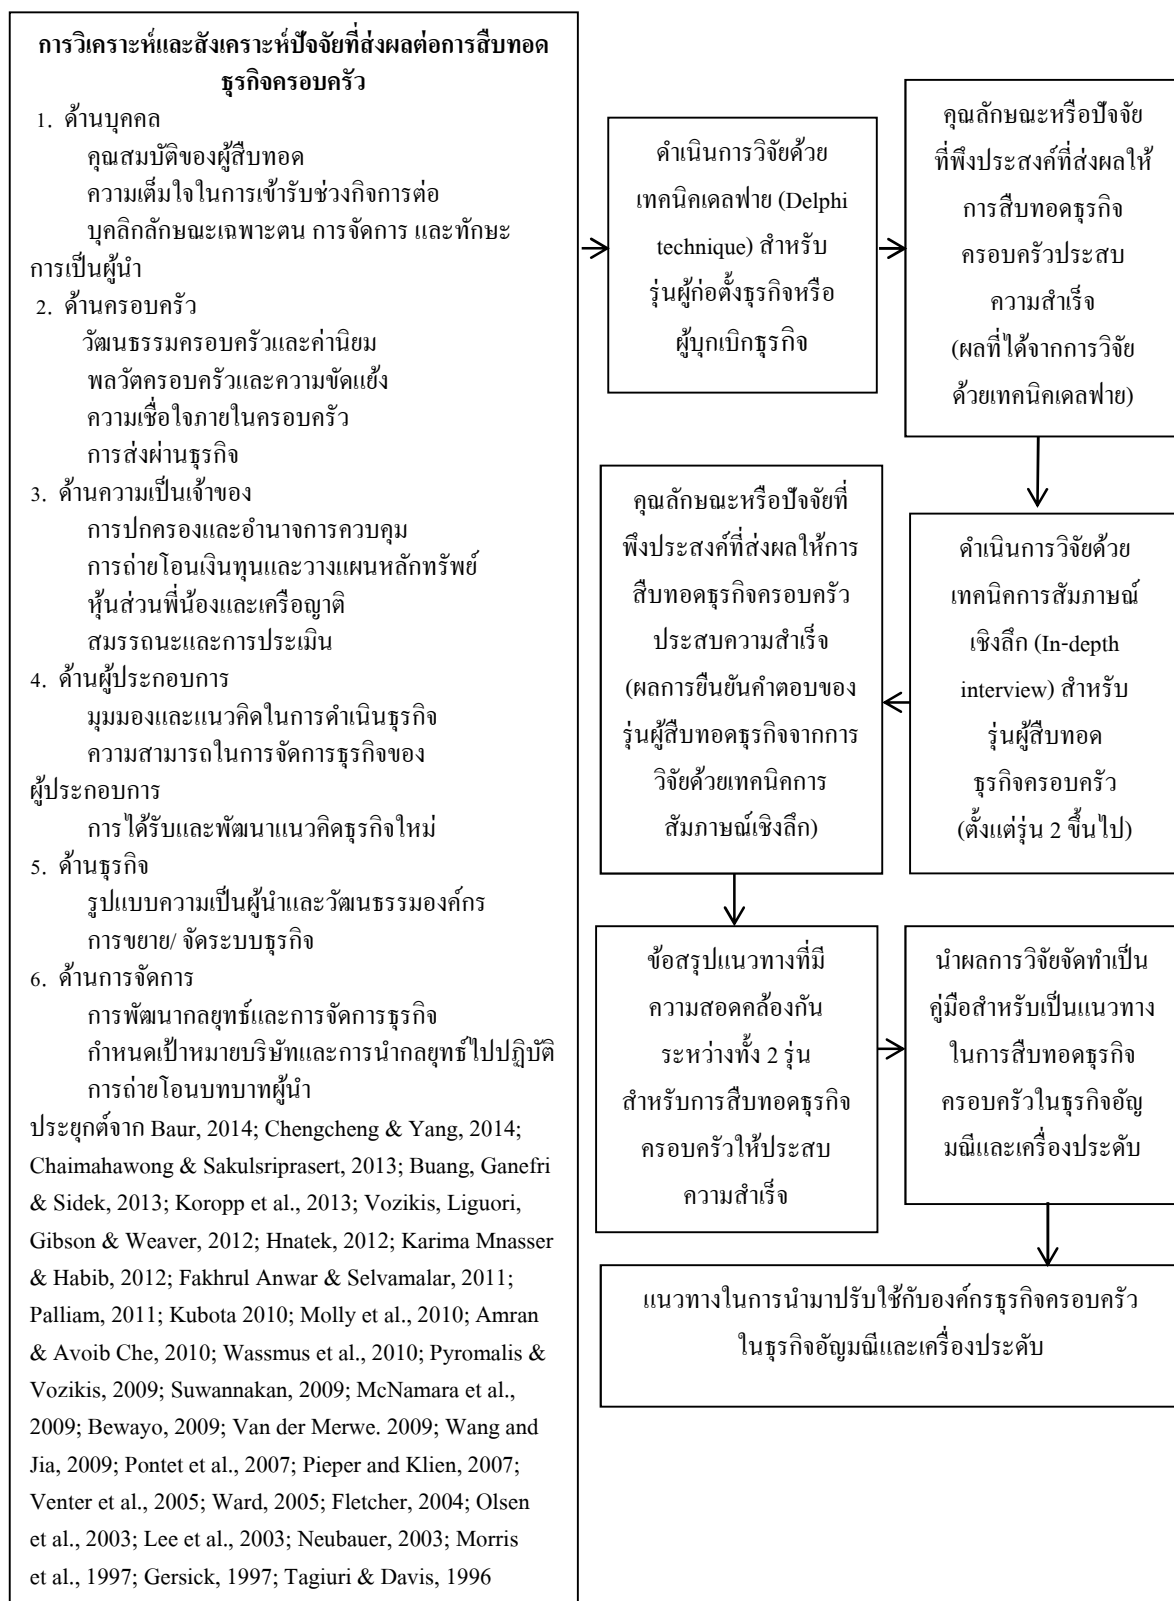 การวิเคราะห์และสังเคราะห์ปัจจัยที่ส่งผลต่อการสืบทอด
ธุรกิจครอบครัว
1. ด้านบุคคล
คุณสมบัติของผู้สืบทอด
ความเต็มใจในการเข้ารับช่วงกิจการต่อ
บุคลิกลักษณะเฉพาะตน การจัดการ และทักษะ
การเป็นผู้นำ
2. ด้านครอบครัว
วัฒนธรรมครอบครัวและค่านิยม
พลวัตครอบครัวและความขัดแย้ง
ความเชื่อใจภายในครอบครัว
การส่งผ่านธุรกิจ
3. ด้านความเป็นเจ้าของ
การปกครองและอำนาจการควบคุม
การถ่ายโอนเงินทุนและวางแผนหลักทรัพย์
หุ้นส่วนพี่น้องและเครือญาติ
สมรรถนะและการประเมิน
4. ด้านผู้ประกอบการ
มุมมองและแนวคิดในการดำเนินธุรกิจ
ความสามารถในการจัดการธุรกิจของ
ผู้ประกอบการ
การได้รับและพัฒนาแนวคิดธุรกิจใหม่
5. ด้านธุรกิจ
รูปแบบความเป็นผู้นำและวัฒนธรรมองค์กร
การขยาย/ จัดระบบธุรกิจ
6. ด้านการจัดการ
การพัฒนากลยุทธ์และการจัดการธุรกิจ
กำหนดเป้าหมายบริษัทและการนำกลยุทธ์ไปปฏิบัติ
การถ่ายโอนบทบาทผู้นำ
ประยุกต์จาก Baur, 2014; Chengcheng & Yang, 2014;
Chaimahawong & Sakulsriprasert, 2013; Buang, Ganefri
& Sidek, 2013; Koropp et al., 2013; Vozikis, Liguori,
Gibson & Weaver, 2012; Hnatek, 2012; Karima Mnasser
& Habib, 2012; Fakhrul Anwar & Selvamalar, 2011;
Palliam, 2011; Kubota 2010; Molly et al., 2010; Amran
& Avoib Che, 2010; Wassmus et al., 2010; Pyromalis &
Vozikis, 2009; Suwannakan, 2009; McNamara et al.,
2009; Bewayo, 2009; Van der Merwe. 2009; Wang and
Jia, 2009; Pontet et al., 2007; Pieper and Klien, 2007;
Venter et al., 2005; Ward, 2005; Fletcher, 2004; Olsen
et al., 2003; Lee et al., 2003; Neubauer, 2003; Morris
et al., 1997; Gersick, 1997; Tagiuri & Davis, 1996
ดำเนินการวิจัยด้วย
เทคนิคเดลฟาย (Delphi
technique) สำหรับ
รุ่นผู้ก่อตั้งธุรกิจหรือ
ผู้บุกเบิกธุรกิจ
คุณลักษณะหรือปัจจัย
ที่พึงประสงค์ที่ส่งผลให้
การสืบทอดธุรกิจ
ครอบครัวประสบ
ความสำเร็จ
(ผลที่ได้จากการวิจัย
ด้วยเทคนิคเดลฟาย)
ดำเนินการวิจัยด้วย
เทคนิคการสัมภาษณ์
เชิงลึก (In-depth
interview) สำหรับ
รุ่นผู้สืบทอด
ธุรกิจครอบครัว
(ตั้งแต่รุ่น 2 ขึ้นไป)
คุณลักษณะหรือปัจจัยที่
พึงประสงค์ที่ส่งผลให้การ
สืบทอดธุรกิจครอบครัว
ประสบความสำเร็จ
(ผลการยืนยันคำตอบของ
รุ่นผู้สืบทอดธุรกิจจากการ
วิจัยด้วยเทคนิคการ
สัมภาษณ์เชิงลึก)
ข้อสรุปแนวทางที่มี
ความสอดคล้องกัน
ระหว่างทั้ง 2 รุ่น
สำหรับการสืบทอดธุรกิจ
ครอบครัวให้ประสบ
ความสำเร็จ
นำผลการวิจัยจัดทำเป็น
คู่มือสำหรับเป็นแนวทาง
ในการสืบทอดธุรกิจ
ครอบครัวในธุรกิจอัญ
มณีและเครื่องประดับ
แนวทางในการนำมาปรับใช้กับองค์กรธุรกิจครอบครัว
ในธุรกิจอัญมณีและเครื่องประดับ